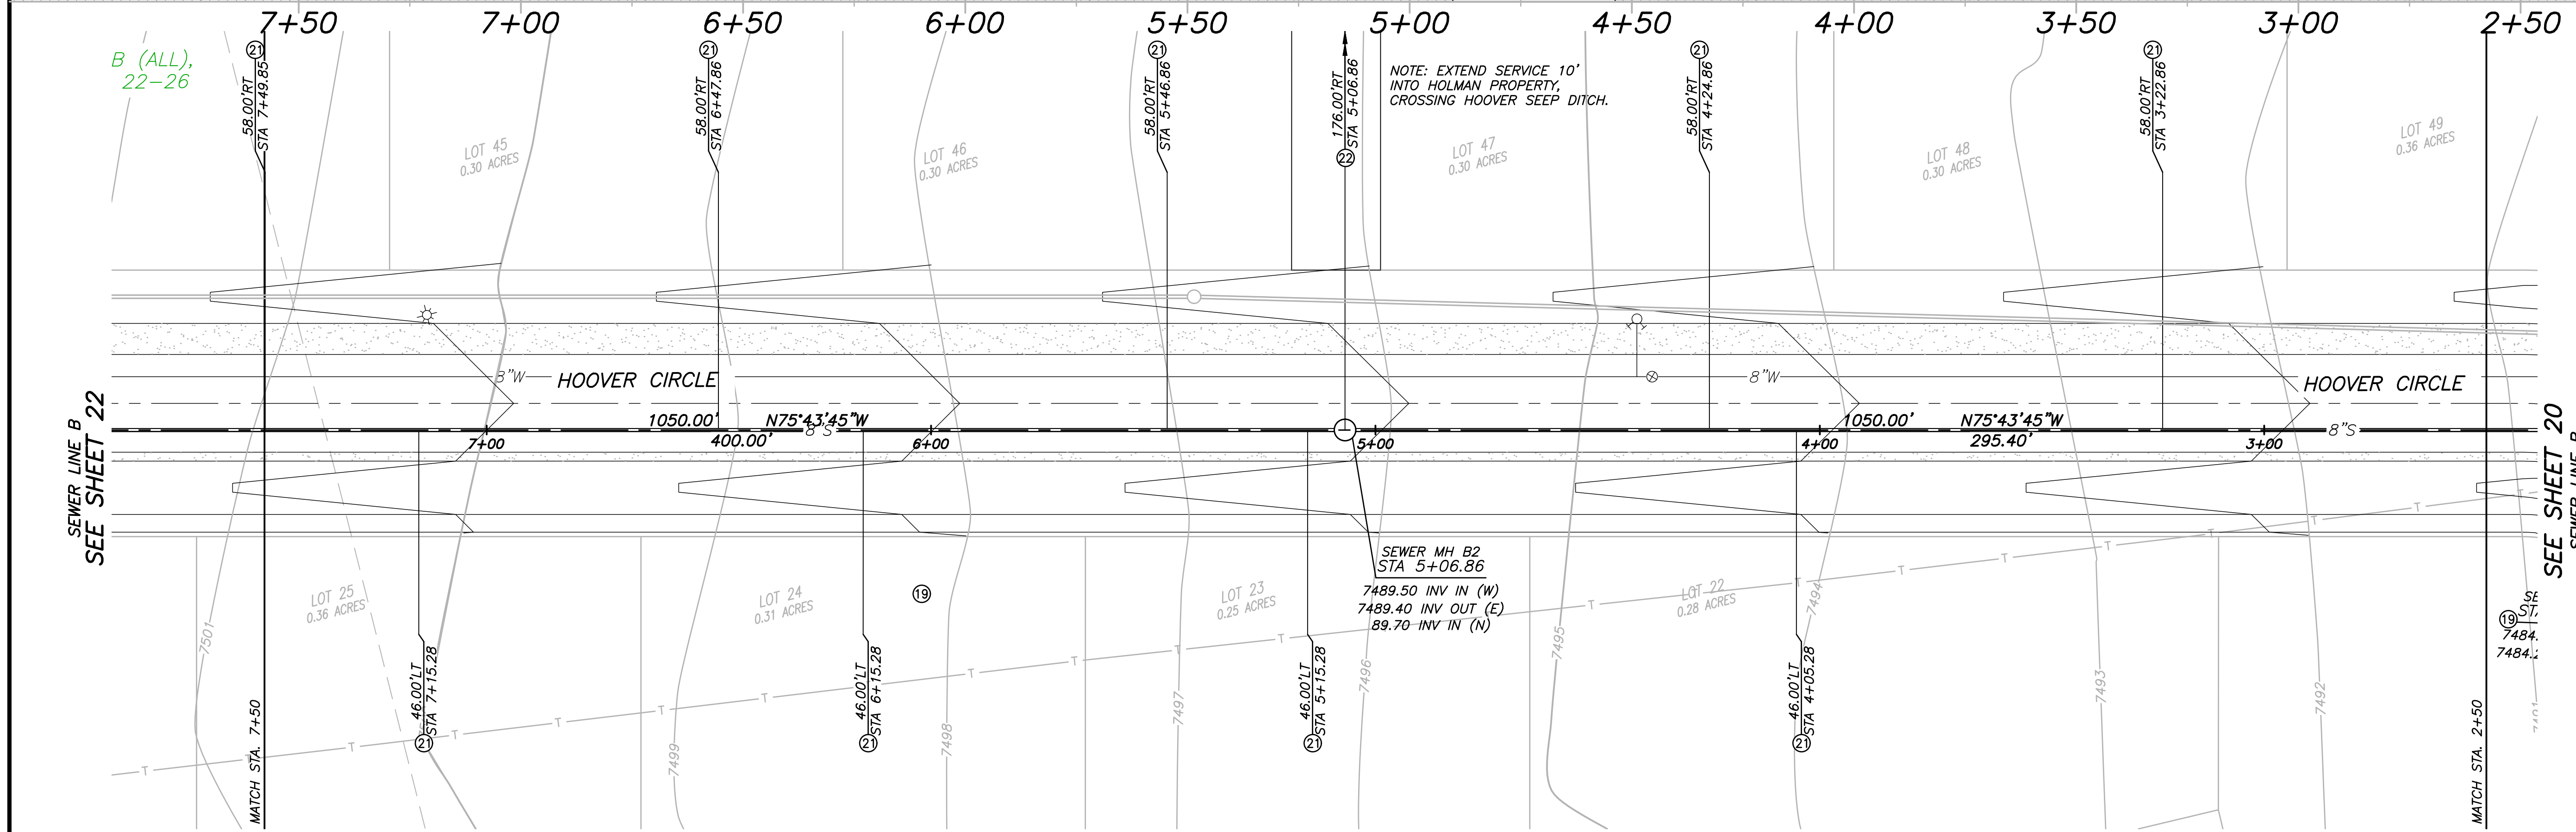 7+50 7+00 6+50 6+00 5+50 5+00 4+50 4+00 3+50 3+00 2+50
B (ALL),
22-26
21
58.00'RT
STA 7+49.85
21
58.00'RT
STA 6+47.86
21
58.00'RT
STA 5+46.86
176.00'RT
STA 5+06.86
22
NOTE: EXTEND SERVICE 10'
INTO HOLMAN PROPERTY,
CROSSING HOOVER SEEP DITCH.
21
58.00'RT
STA 4+24.86
21
58.00'RT
STA 3+22.86
LOT 45
0.30 ACRES
LOT 46
0.30 ACRES
LOT 47
0.30 ACRES
LOT 48
0.30 ACRES
LOT 49
0.36 ACRES
8"W
HOOVER CIRCLE
8"W
HOOVER CIRCLE
1050.00' N75°43'45"W
8"S
400.00'
1050.00' N75°43'45"W
295.40'
8"S
7+00 6+00 5+00 4+00 3+00
SEWER LINE B
SEE SHEET 22
SEE SHEET 20
SEWER LINE B
SEWER MH B2
STA 5+06.86
7489.50 INV IN (W)
7489.40 INV OUT (E)
89.70 INV IN (N)
LOT 25
0.36 ACRES
LOT 24
0.31 ACRES
19
LOT 23
0.25 ACRES
LOT 22
0.28 ACRES
19
SE
STA
7484.
7484.2
7501
7499
7498
7497
7496
7495
7494
7493
7492
T T T T T T T T T T T T T T T T T T T T T T T
46.00'LT
STA 7+15.28
21
46.00'LT
STA 6+15.28
21
46.00'LT
STA 5+15.28
21
46.00'LT
STA 4+05.28
21
MATCH STA. 7+50
MATCH STA. 2+50